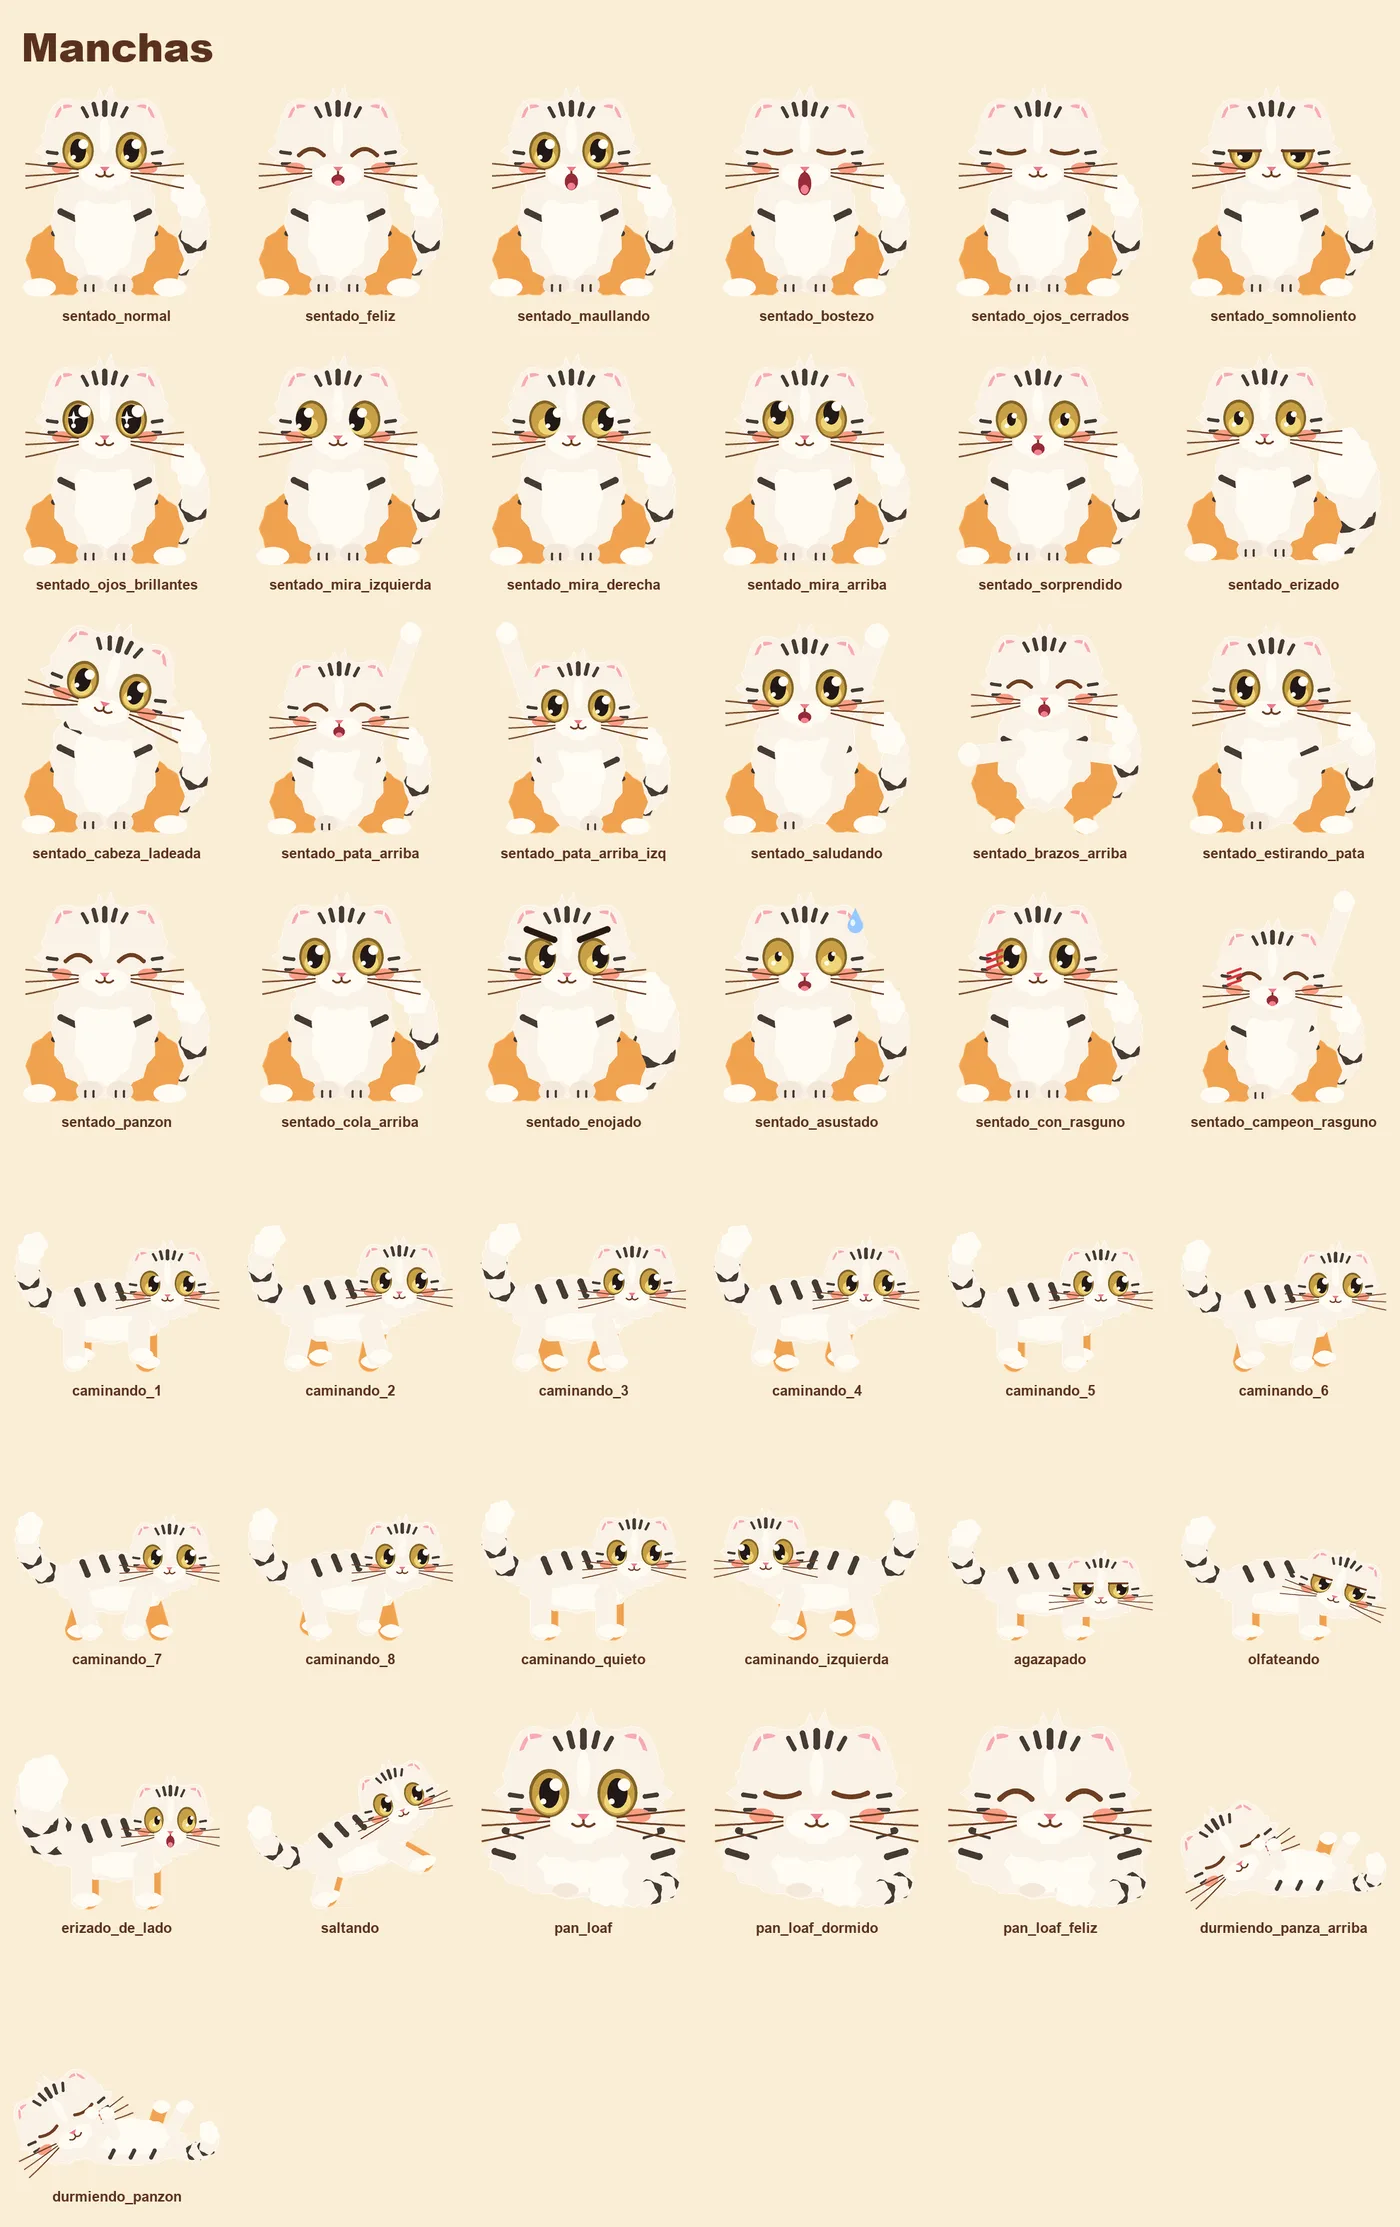 Manchas
sentado_normal
sentado_feliz
sentado_maullando
sentado_bostezo
sentado_ojos_cerrados
sentado_somnoliento
sentado_ojos_brillantes
sentado_mira_izquierda
sentado_mira_derecha
sentado_mira_arriba
sentado_sorprendido
sentado_erizado
sentado_cabeza_ladeada
sentado_pata_arriba
sentado_pata_arriba_izq
sentado_saludando
sentado_brazos_arriba
sentado_estirando_pata
sentado_panzon
sentado_cola_arriba
sentado_enojado
sentado_asustado
sentado_con_rasguno
sentado_campeon_rasguno
caminando_1
caminando_2
caminando_3
caminando_4
caminando_5
caminando_6
caminando_7
caminando_8
caminando_quieto
caminando_izquierda
agazapado
olfateando
erizado_de_lado
saltando
pan_loaf
pan_loaf_dormido
pan_loaf_feliz
durmiendo_panza_arriba
durmiendo_panzon